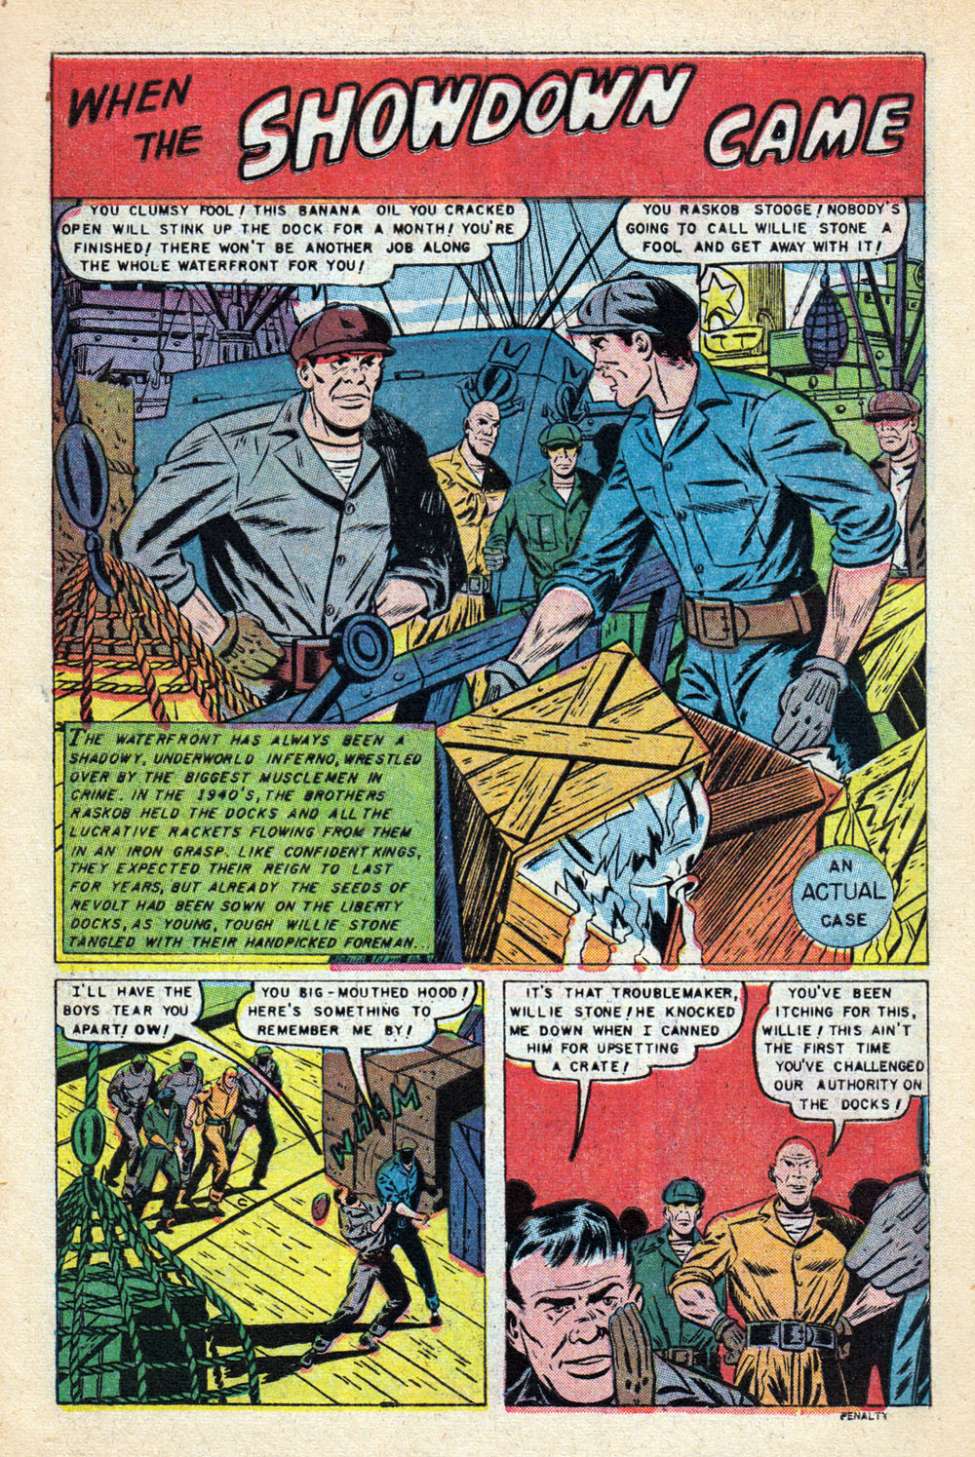 WHEN
THE
SHOWDOWN
CAME
YOU CLUMSY FOOL! THIS BANANA OIL YOU CRACKED
OPEN WILL STINK UP THE DOCK FOR A MONTH! YOU'RE
FINISHED! THERE WON'T BE ANOTHER JOB ALONG
THE WHOLE WATERFRONT FOR YOU!
YOU RASKOB STOOGE! NOBODY'S
GOING TO CALL WILLIE STONE A
FOOL AND GET AWAY WITH IT!
THE WATERFRONT HAS ALWAYS BEEN A
SHADOWY, UNDERWORLD INFERNO, WRESTLED
OVER BY THE BIGGEST MUSCLEMEN IN
CRIME. IN THE 1940'S, THE BROTHERS
RASKOB HELD THE DOCKS AND ALL THE
LUCRATIVE RACKETS FLOWING FROM THEM
IN AN IRON GRASP. LIKE CONFIDENT KINGS,
THEY EXPECTED THEIR REIGN TO LAST
FOR YEARS, BUT ALREADY THE SEEDS OF
REVOLT HAD BEEN SOWN ON THE LIBERTY
DOCKS, AS YOUNG, TOUGH WILLIE STONE
TANGLED WITH THEIR HANDPICKED FOREMAN...
AN
ACTUAL
CASE
I'LL HAVE THE
BOYS TEAR YOU
APART! OW!
YOU BIG-MOUTHED HOOD!
HERE'S SOMETHING TO
REMEMBER ME BY!
WHAM
IT'S THAT TROUBLEMAKER,
WILLIE STONE! HE KNOCKED
ME DOWN WHEN I CANNED
HIM FOR UPSETTING
A CRATE!
YOU'VE BEEN
ITCHING FOR THIS,
WILLIE! THIS AIN'T
THE FIRST TIME
YOU'VE CHALLENGED
OUR AUTHORITY ON
THE DOCKS!
PENALTY